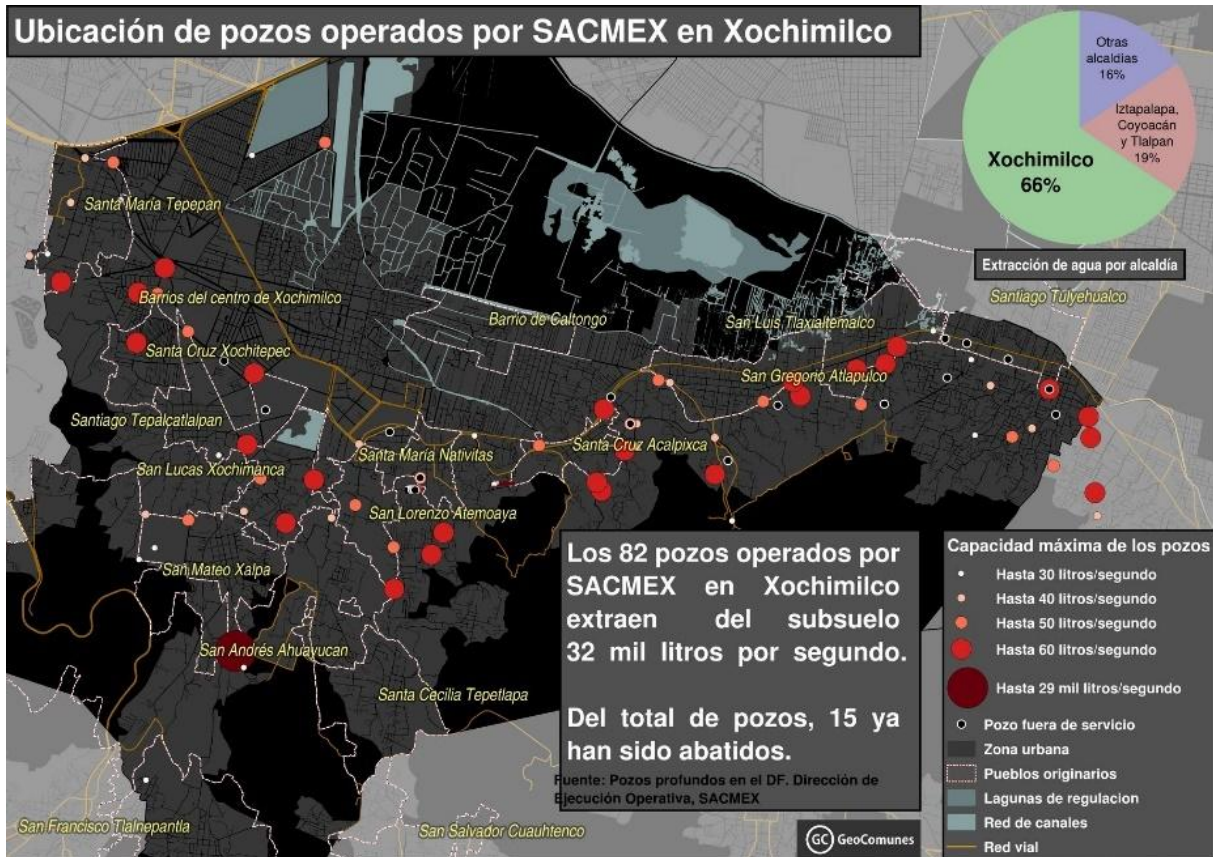 Ubicación de pozos operados por SACMEX en Xochimilco
Otras
alcaldías
16%
Iztapalapa,
Coyoacán
y Tlalpan
19%
Xochimilco
66%
Extracción de agua por alcaldía
Santa María Tepepan
Barrios del centro de Xochimilco
Santa Cruz Xochitepec
Santiago Tepalcatlalpan
San Lucas Xochimanca
Santa María Nativitas
San Lorenzo Atemoaya
San Mateo Xalpa
San Andrés Ahuayucan
Santa Cecilia Tepetlapa
San Francisco Tlalnepantla
San Salvador Cuauhtenco
Barrio de Caltongo
San Luis Tlaxialtemalco
San Gregorio Atlapulco
Santa Cruz Acalpixca
Santiago Tulyehualco
Los 82 pozos operados por
SACMEX en Xochimilco
extraen del subsuelo
32 mil litros por segundo.
Del total de pozos, 15 ya
han sido abatidos.
Fuente: Pozos profundos en el DF. Dirección de
Ejecución Operativa, SACMEX
GC GeoComunes
Capacidad máxima de los pozos
Hasta 30 litros/segundo
Hasta 40 litros/segundo
Hasta 50 litros/segundo
Hasta 60 litros/segundo
Hasta 29 mil litros/segundo
Pozo fuera de servicio
Zona urbana
Pueblos originarios
Lagunas de regulacion
Red de canales
Red vial